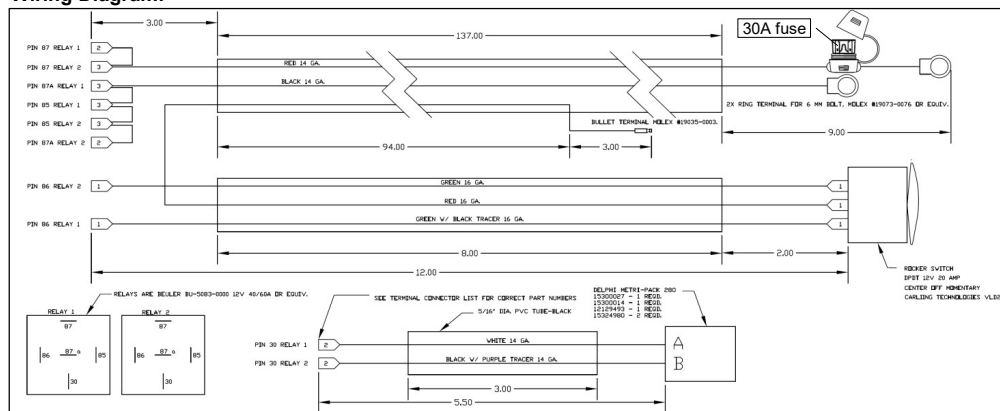 Wiring Diagram:
3.00
137.00
30A fuse
PIN 87 RELAY 1
2
PIN 87 RELAY 2
3
RED 14 GA.
PIN 87A RELAY 1
3
BLACK 14 GA.
PIN 85 RELAY 1
3
PIN 85 RELAY 2
3
PIN 87A RELAY 2
2
2X RING TERMINAL FOR 6 MM BOLT, MOLEX #19073-0076 OR EQUIV.
BULLET TERMINAL MOLEX #19035-0003.
9.00
94.00
3.00
PIN 86 RELAY 2
1
GREEN 16 GA.
1
RED 16 GA.
1
PIN 86 RELAY 1
1
GREEN W/ BLACK TRACER 16 GA.
1
8.00
2.00
12.00
ROCKER SWITCH
DPDT 12V 20 AMP
CENTER OFF MOMENTARY
CARLING TECHNOLOGIES VLD2
RELAYS ARE BEULER BU-5083-0000 12V 40/60A OR EQUIV.
SEE TERMINAL CONNECTOR LIST FOR CORRECT PART NUMBERS
DELPHI METRI-PACK 280
15300027 - 1 REQD.
15300014 - 1 REQD.
12129493 - 1 REQD.
15324980 - 2 REQD.
5/16" DIA. PVC TUBE-BLACK
RELAY 1
87
86
87a
85
30
RELAY 2
87
86
87a
85
30
PIN 30 RELAY 1
2
WHITE 14 GA.
A
PIN 30 RELAY 2
2
BLACK W/ PURPLE TRACER 14 GA.
B
3.00
5.50